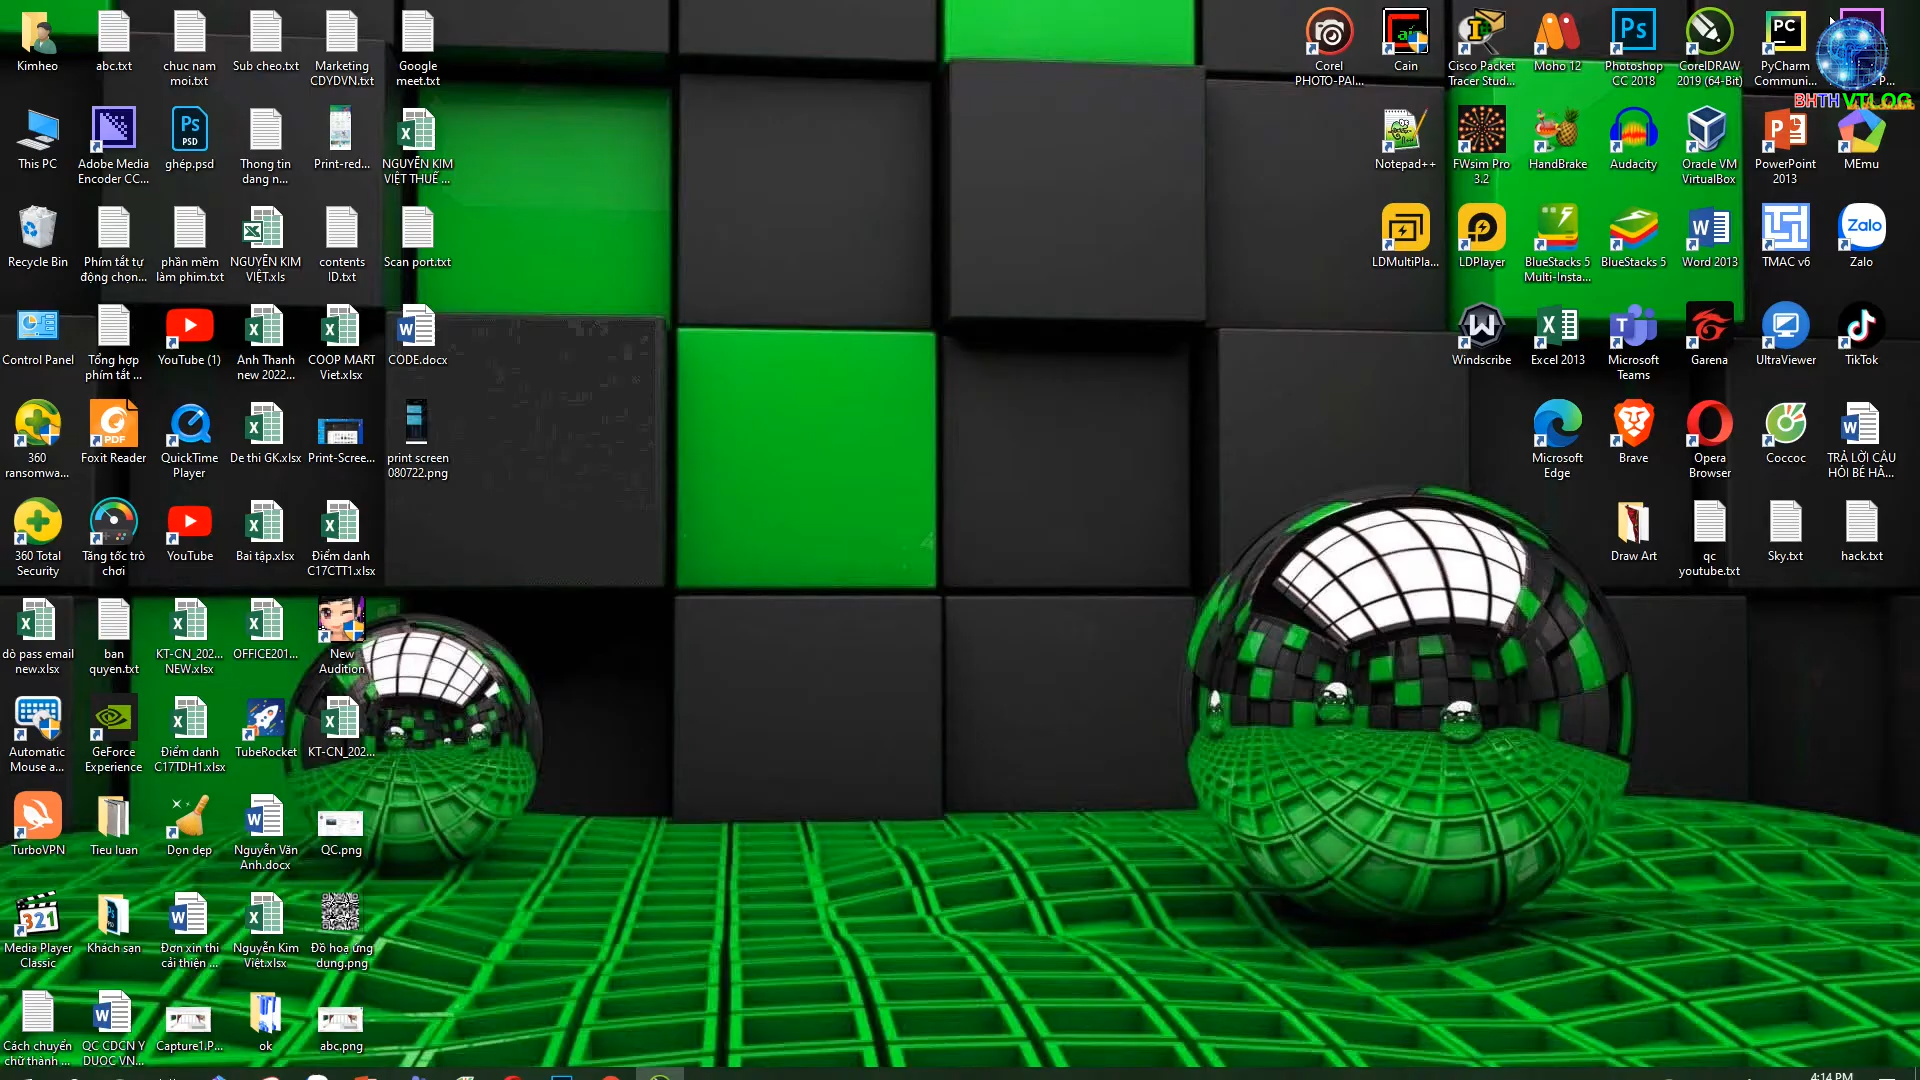 Kimheo
abc.txt
chuc nam
moi.txt
Sub cheo.txt
Marketing
CDYDVN.txt
Google
meet.txt
Corel
PHOTO-PAI...
Cain
Cisco Packet
Tracer Stud...
Moho 12
Photoshop
CC 2018
CorelDRAW
2019 (64-Bit)
PyCharm
Communi...
BHTH VTLOG
This PC
Adobe Media
Encoder CC...
ghép.psd
Thong tin
dang n...
Print-red...
NGUYỄN KIM
VIỆT THUẾ ...
Notepad++
FWsim Pro
3.2
HandBrake
Audacity
Oracle VM
VirtualBox
PowerPoint
2013
MEmu
Recycle Bin
Phím tắt tự
động chọn...
phần mềm
làm phim.txt
NGUYỄN KIM
VIỆT.xls
contents
ID.txt
Scan port.txt
LDMultiPla...
LDPlayer
BlueStacks 5
Multi-Insta...
BlueStacks 5
Word 2013
TMAC v6
Zalo
Control Panel
Tổng hợp
phím tắt ...
YouTube (1)
Anh Thanh
new 2022...
COOP MART
Viet.xlsx
CODE.docx
Windscribe
Excel 2013
Microsoft
Teams
Garena
UltraViewer
TikTok
360
ransomwa...
Foxit Reader
QuickTime
Player
De thi GK.xlsx
Print-Scree...
print screen
080722.png
Microsoft
Edge
Brave
Opera
Browser
Coccoc
TRẢ LỜI CÂU
HỎI BÉ HẰ...
360 Total
Security
Tăng tốc trò
chơi
YouTube
Bai tập.xlsx
Điểm danh
C17CTT1.xlsx
Draw Art
qc
youtube.txt
Sky.txt
hack.txt
dò pass email
new.xlsx
ban
quyen.txt
KT-CN_202...
NEW.xlsx
OFFICE201...
New
Audition
Automatic
Mouse a...
GeForce
Experience
Điểm danh
C17TDH1.xlsx
TubeRocket
KT-CN_202...
TurboVPN
Tieu luan
Dọn dẹp
Nguyễn Văn
Anh.docx
QC.png
Media Player
Classic
Khách sạn
Đơn xin thi
cải thiện ...
Nguyễn Kim
Việt.xlsx
Đồ hoạ ứng
dụng.png
Cách chuyển
chữ thành ...
QC CDCN Y
DUOC VN...
Capture1.P...
ok
abc.png
4:14 PM